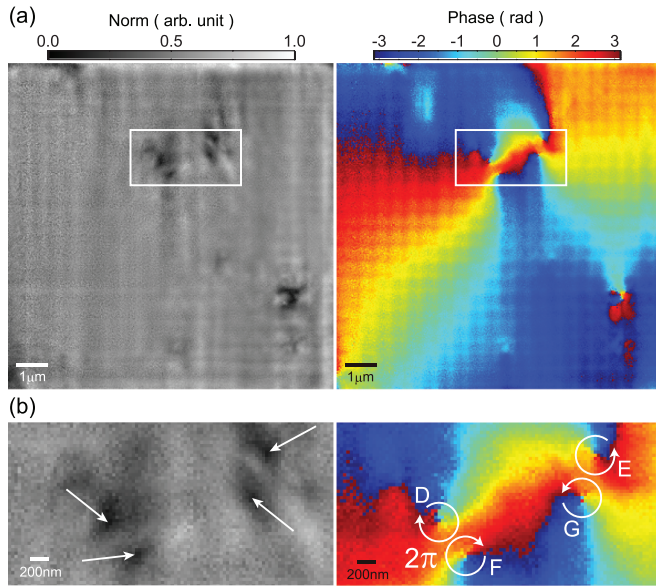 (a)
Norm ( arb. unit )
0.0 0.5 1.0
Phase ( rad )
-3 -2 -1 0 1 2 3
1μm
1μm
(b)
200nm
D
E
G
2π
F
200nm